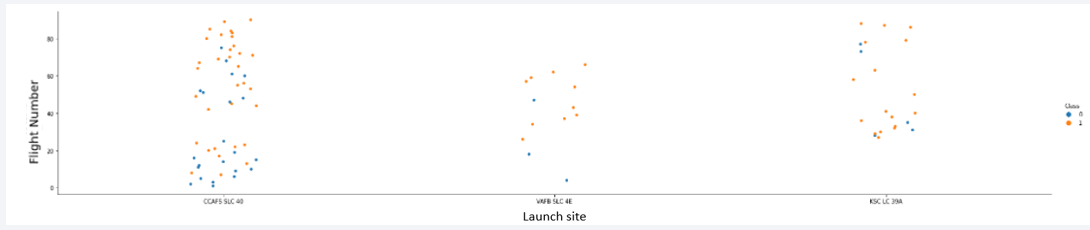 Flight Number
80
60
40
20
0
CCAFS SLC 40
VAFB SLC 4E
KSC LC 39A
Launch site
Class
0
1